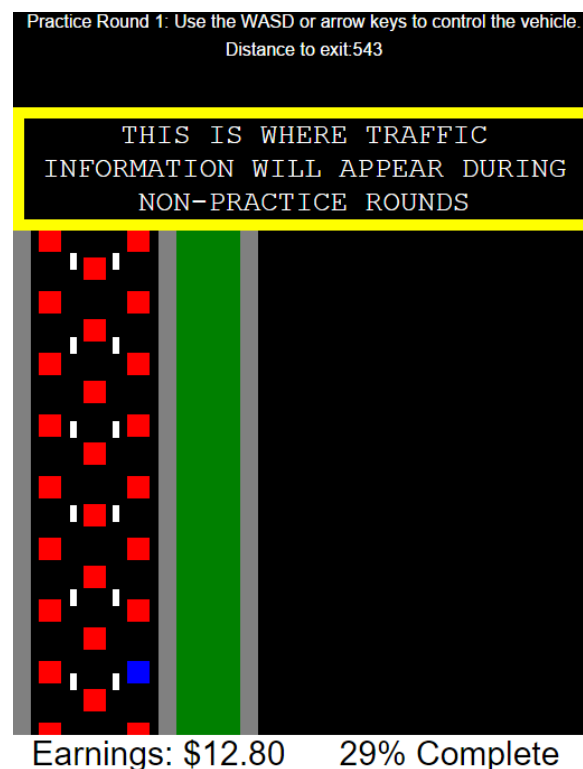 Practice Round 1: Use the WASD or arrow keys to control the vehicle.
Distance to exit:543
THIS IS WHERE TRAFFIC
INFORMATION WILL APPEAR DURING
NON-PRACTICE ROUNDS
Earnings: $12.80 29% Complete